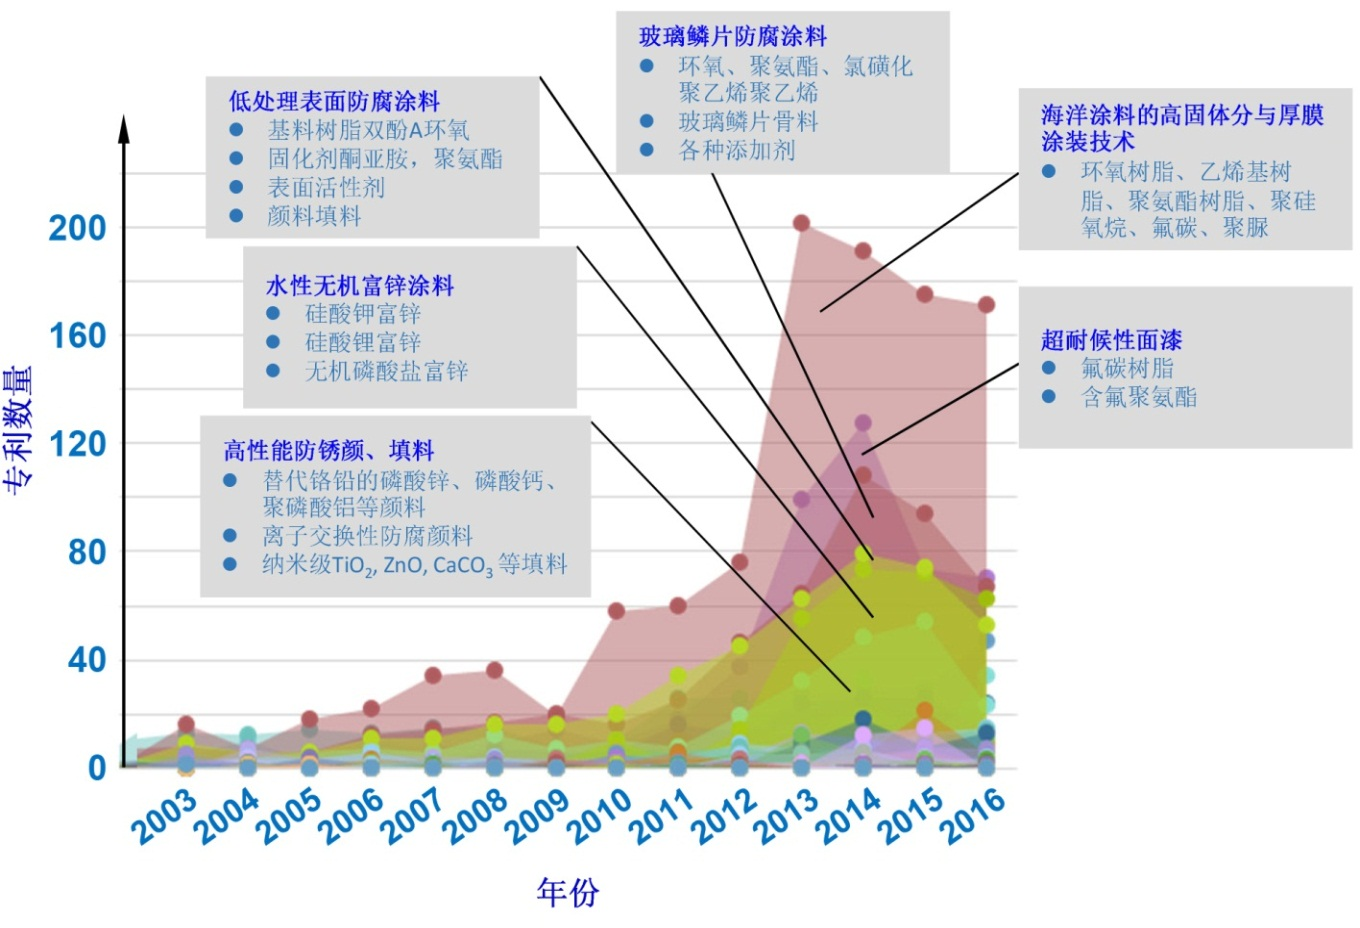 玻璃鳞片防腐涂料
环氧、聚氨酯、氯磺化
聚乙烯聚乙烯
玻璃鳞片骨料
各种添加剂
低处理表面防腐涂料
基料树脂双酚A环氧
固化剂酮亚胺，聚氨酯
表面活性剂
颜料填料
海洋涂料的高固体分与厚膜
涂装技术
环氧树脂、乙烯基树
脂、聚氨酯树脂、聚硅
氧烷、氟碳、聚脲
水性无机富锌涂料
硅酸钾富锌
硅酸锂富锌
无机磷酸盐富锌
超耐候性面漆
氟碳树脂
含氟聚氨酯
高性能防锈颜、填料
替代铬铅的磷酸锌、磷酸钙、
聚磷酸铝等颜料
离子交换性防腐颜料
纳米级TiO₂, ZnO, CaCO₃ 等填料
专利数量
200
160
120
80
40
0
2003
2004
2005
2006
2007
2008
2009
2010
2011
2012
2013
2014
2015
2016
年份